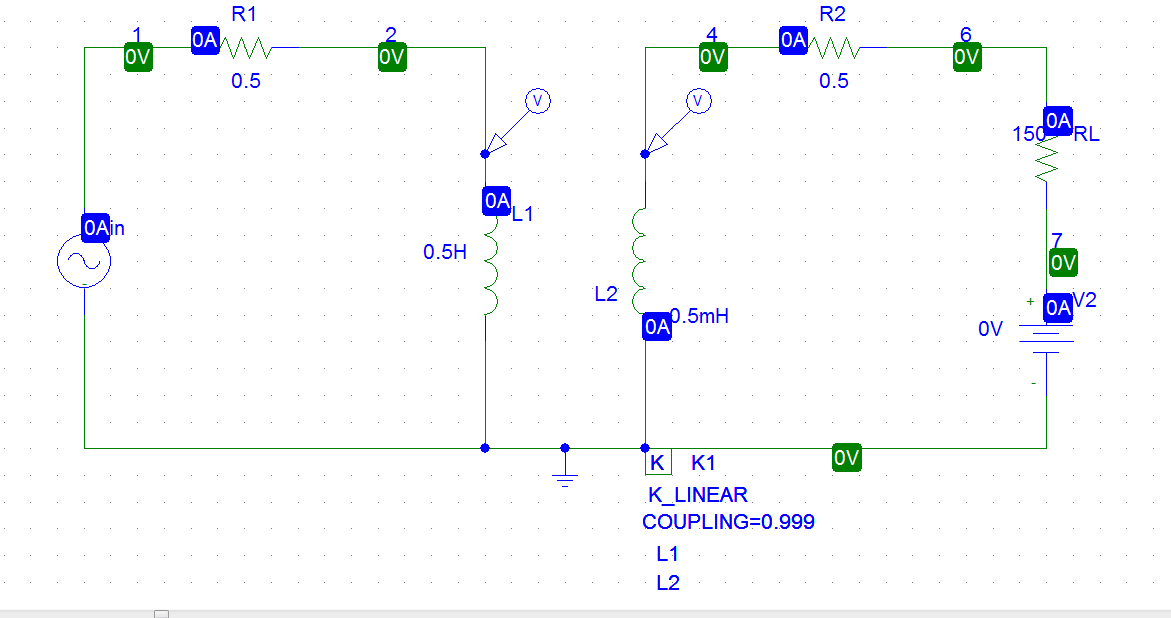 R1
R2
1
0A
2
4
0A
6
0V
0V
0V
0V
0.5
0.5
V
V
0A
150
RL
0A
L1
0A
in
7
0.5H
0V
L2
0A
V2
0.5mH
+
0A
0V
-
0V
K
K1
K_LINEAR
COUPLING=0.999
L1
L2